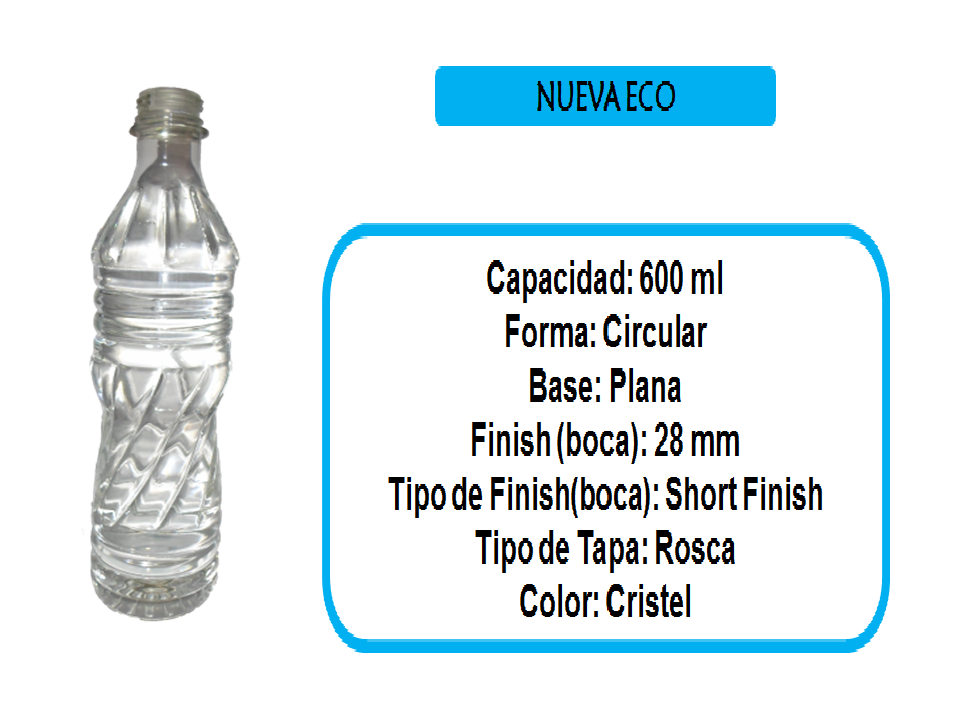 NUEVA ECO
Capacidad: 600 ml
Forma: Circular
Base: Plana
Finish (boca): 28 mm
Tipo de Finish(boca): Short Finish
Tipo de Tapa: Rosca
Color: Cristel